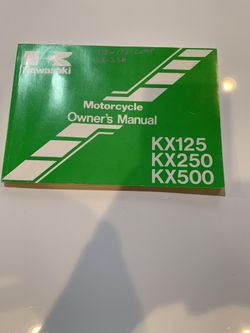 Kawasaki
Motorcycle
Owner's Manual
KX125
KX250
KX500